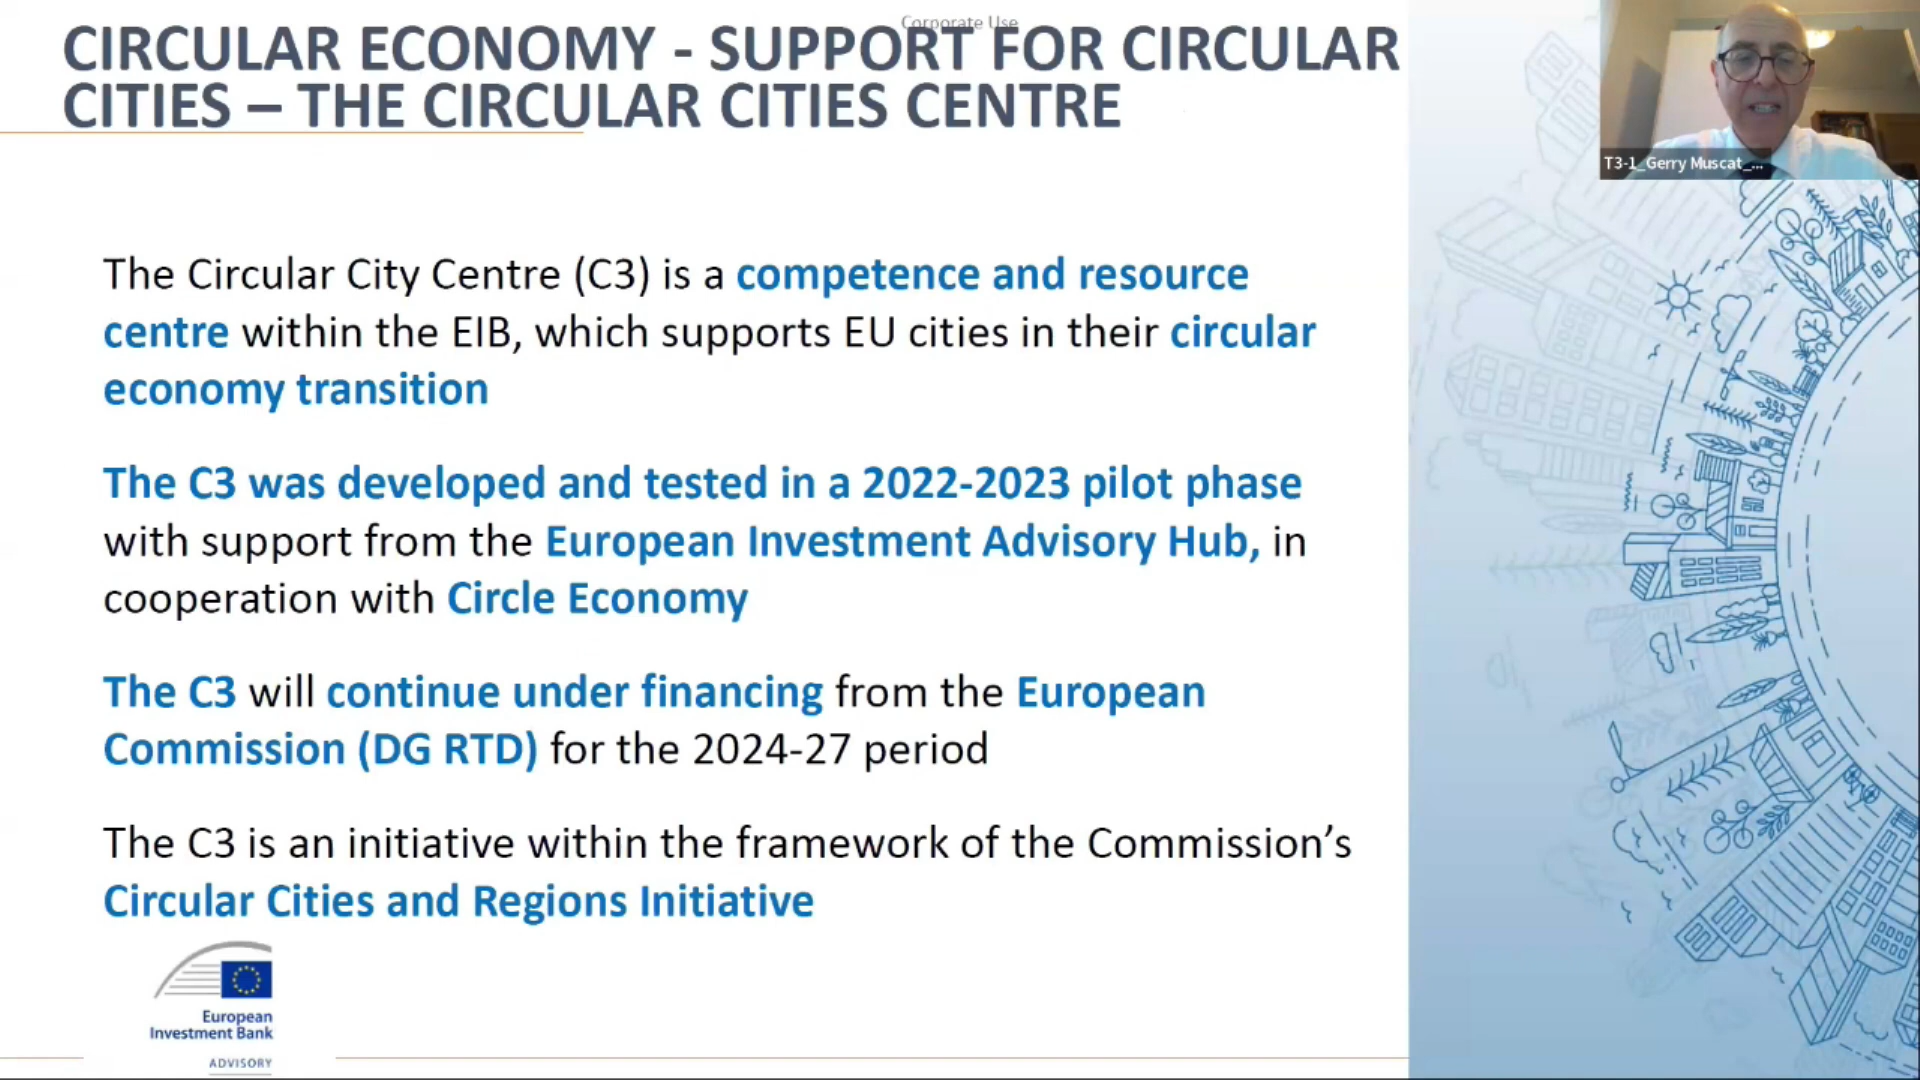 Corporate Use
CIRCULAR ECONOMY - SUPPORT FOR CIRCULAR
CITIES – THE CIRCULAR CITIES CENTRE
T3-1_Gerry Muscat_...
The Circular City Centre (C3) is a competence and resource
centre within the EIB, which supports EU cities in their circular
economy transition
The C3 was developed and tested in a 2022-2023 pilot phase
with support from the European Investment Advisory Hub, in
cooperation with Circle Economy
The C3 will continue under financing from the European
Commission (DG RTD) for the 2024-27 period
The C3 is an initiative within the framework of the Commission’s
Circular Cities and Regions Initiative
European
Investment Bank
ADVISORY